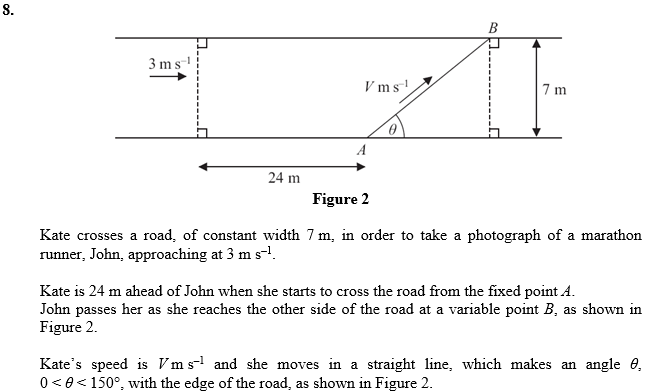 8.
B
3 m s⁻¹
V m s⁻¹
7 m
θ
A
24 m
Figure 2
Kate crosses a road, of constant width 7 m, in order to take a photograph of a marathon
runner, John, approaching at 3 m s⁻¹.
Kate is 24 m ahead of John when she starts to cross the road from the fixed point A.
John passes her as she reaches the other side of the road at a variable point B, as shown in
Figure 2.
Kate's speed is V m s⁻¹ and she moves in a straight line, which makes an angle θ,
0 < θ < 150°, with the edge of the road, as shown in Figure 2.